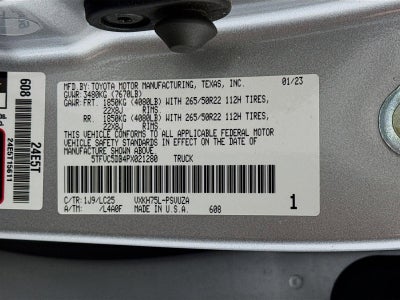 MFD.BY:TOYOTA MOTOR MANUFACTURING, TEXAS, INC. 01/23
GVWR: 3480KG (7670LB)
GAWR: FRT. 1850KG (4080LB) WITH 265/50R22 112H TIRES,
22X8J RIMS
RR. 1850KG (4080LB) WITH 265/50R22 112H TIRES,
22X8J RIMS
THIS VEHICLE CONFORMS TO ALL APPLICABLE FEDERAL MOTOR
VEHICLE SAFETY STANDARDS IN EFFECT ON THE DATE OF
MANUFACTURE SHOWN ABOVE.
5TFVC5DB4PX021280 TRUCK
C/TR: 1J9/LC25 VXKH75L-PSVUZA
A/TM: /L4A0F MADE IN U.S.A. 608
1
608
24E5T
24E5T15611